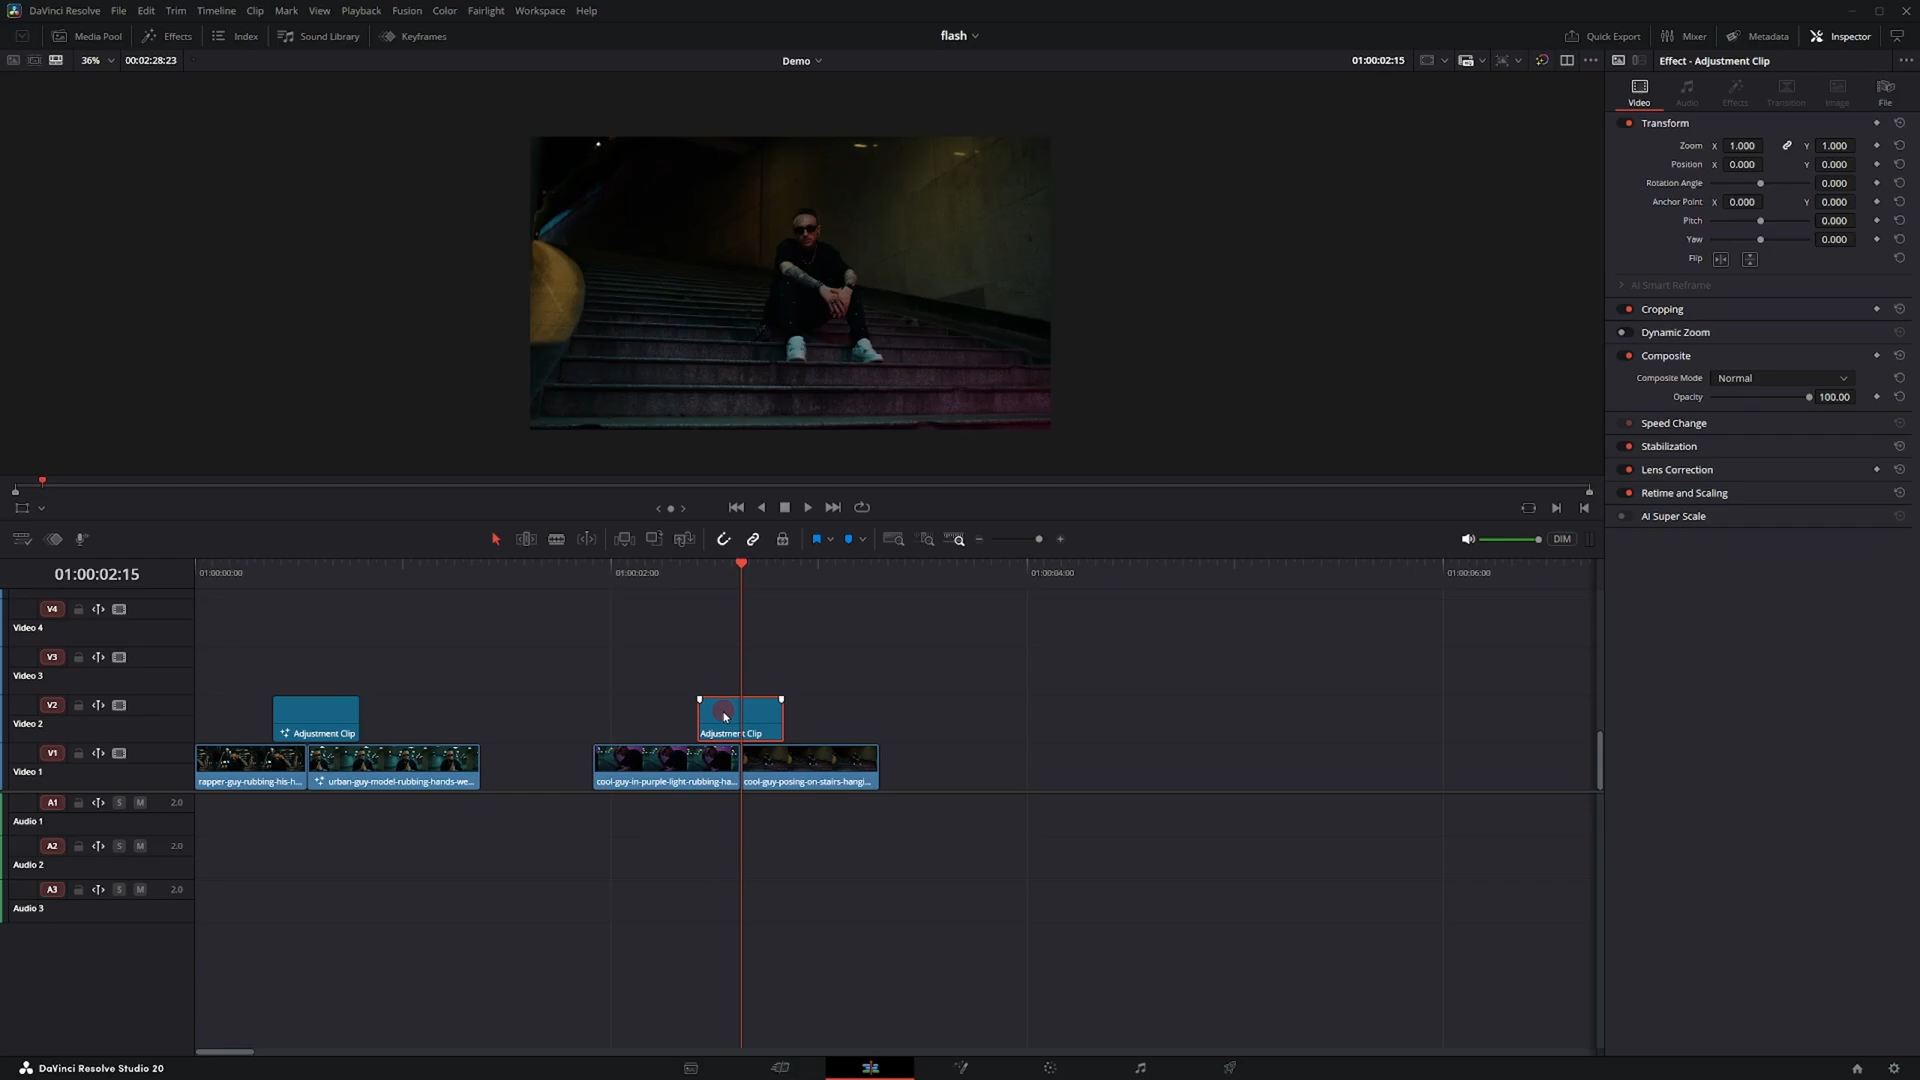 DaVinci Resolve File Edit Trim Timeline Clip Mark View Playback Fusion Color Fairlight Workspace Help
Media Pool Effects Index Sound Library Keyframes flash Quick Export Mixer Metadata Inspector
36% 00:02:28:23 Demo 01:00:02:15 Effect - Adjustment Clip
Video Audio Effects Transition Image File
Transform
Zoom X 1.000 Y 1.000
Position X 0.000 Y 0.000
Rotation Angle 0.000
Anchor Point X 0.000 Y 0.000
Pitch 0.000
Yaw 0.000
Flip
AI Smart Reframe
Cropping
Dynamic Zoom
Composite
Composite Mode Normal
Opacity 100.00
Speed Change
Stabilization
Lens Correction
Retime and Scaling
AI Super Scale
DIM
01:00:02:15 01:00:00:00 01:00:02:00 01:00:04:00 01:00:06:00
V4
Video 4
V3
Video 3
V2
Video 2
Adjustment Clip Adjustment Clip
V1
Video 1
rapper-guy-rubbing-his-h... urban-guy-model-rubbing-hands-we... cool-guy-in-purple-light-rubbing-ha... cool-guy-posing-on-stairs-hangi...
A1 S M 2.0
Audio 1
A2 S M 2.0
Audio 2
A3 S M 2.0
Audio 3
DaVinci Resolve Studio 20